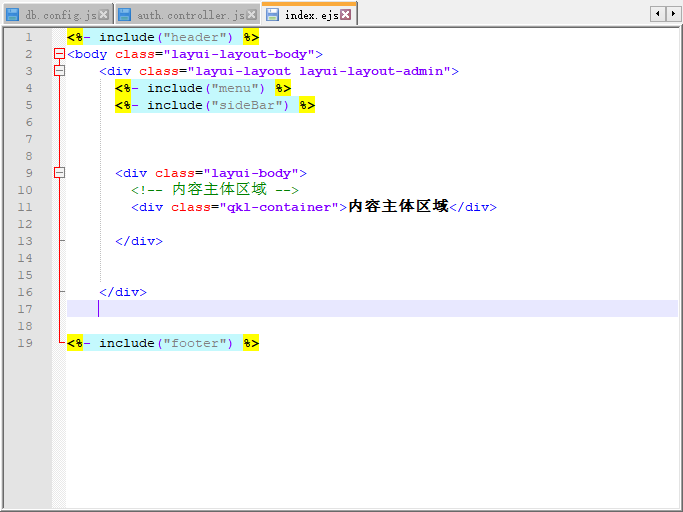 db.config.js auth.controller.js index.ejs
1 <%- include("header") %>
2 <body class="layui-layout-body">
3 <div class="layui-layout layui-layout-admin">
4 <%- include("menu") %>
5 <%- include("sideBar") %>
6
7
8
9 <div class="layui-body">
10 <!-- 内容主体区域 -->
11 <div class="qkl-container">内容主体区域</div>
12
13 </div>
14
15
16 </div>
17
18
19 <%- include("footer") %>